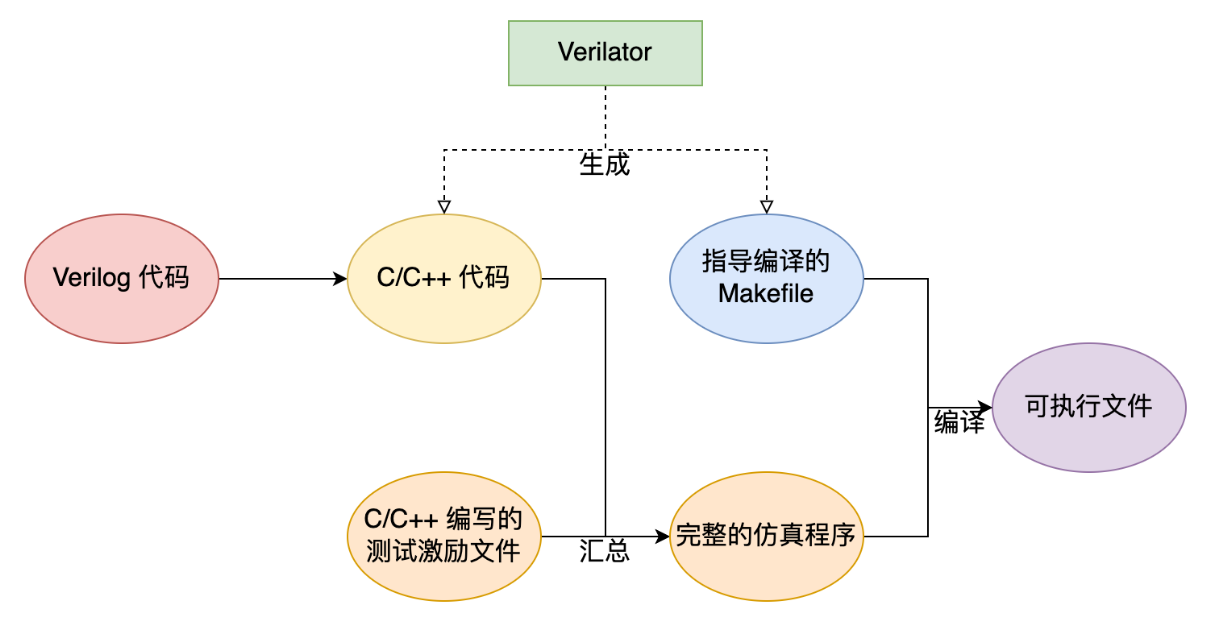 Verilator
生成
Verilog 代码
C/C++ 代码
指导编译的
Makefile
可执行文件
编译
C/C++ 编写的
测试激励文件
汇总
完整的仿真程序